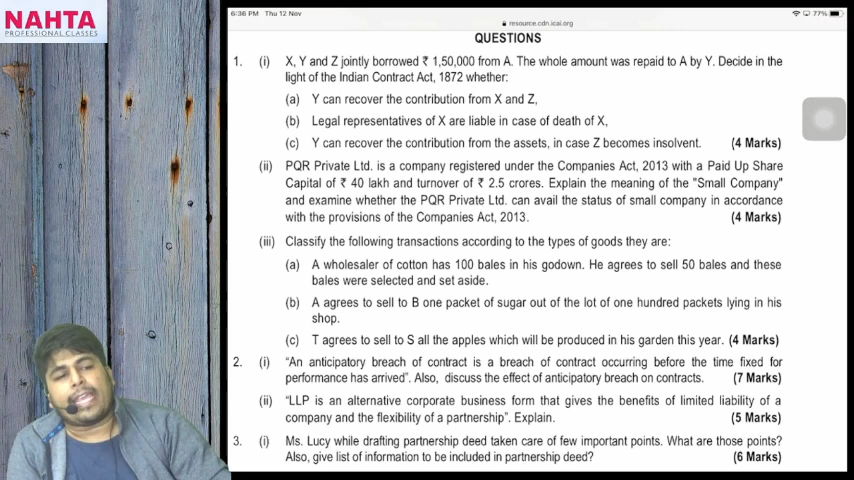 NAHTA
PROFESSIONAL CLASSES
6:36 PM Thu 12 Nov
77%
resource.cdn.icai.org
QUESTIONS
1. (i) X, Y and Z jointly borrowed ₹ 1,50,000 from A. The whole amount was repaid to A by Y. Decide in the
light of the Indian Contract Act, 1872 whether:
(a) Y can recover the contribution from X and Z,
(b) Legal representatives of X are liable in case of death of X,
(c) Y can recover the contribution from the assets, in case Z becomes insolvent. (4 Marks)
(ii) PQR Private Ltd. is a company registered under the Companies Act, 2013 with a Paid Up Share
Capital of ₹ 40 lakh and turnover of ₹ 2.5 crores. Explain the meaning of the "Small Company"
and examine whether the PQR Private Ltd. can avail the status of small company in accordance
with the provisions of the Companies Act, 2013. (4 Marks)
(iii) Classify the following transactions according to the types of goods they are:
(a) A wholesaler of cotton has 100 bales in his godown. He agrees to sell 50 bales and these
bales were selected and set aside.
(b) A agrees to sell to B one packet of sugar out of the lot of one hundred packets lying in his
shop.
(c) T agrees to sell to S all the apples which will be produced in his garden this year. (4 Marks)
2. (i) “An anticipatory breach of contract is a breach of contract occurring before the time fixed for
performance has arrived”. Also, discuss the effect of anticipatory breach on contracts. (7 Marks)
(ii) “LLP is an alternative corporate business form that gives the benefits of limited liability of a
company and the flexibility of a partnership”. Explain. (5 Marks)
3. (i) Ms. Lucy while drafting partnership deed taken care of few important points. What are those points?
Also, give list of information to be included in partnership deed? (6 Marks)